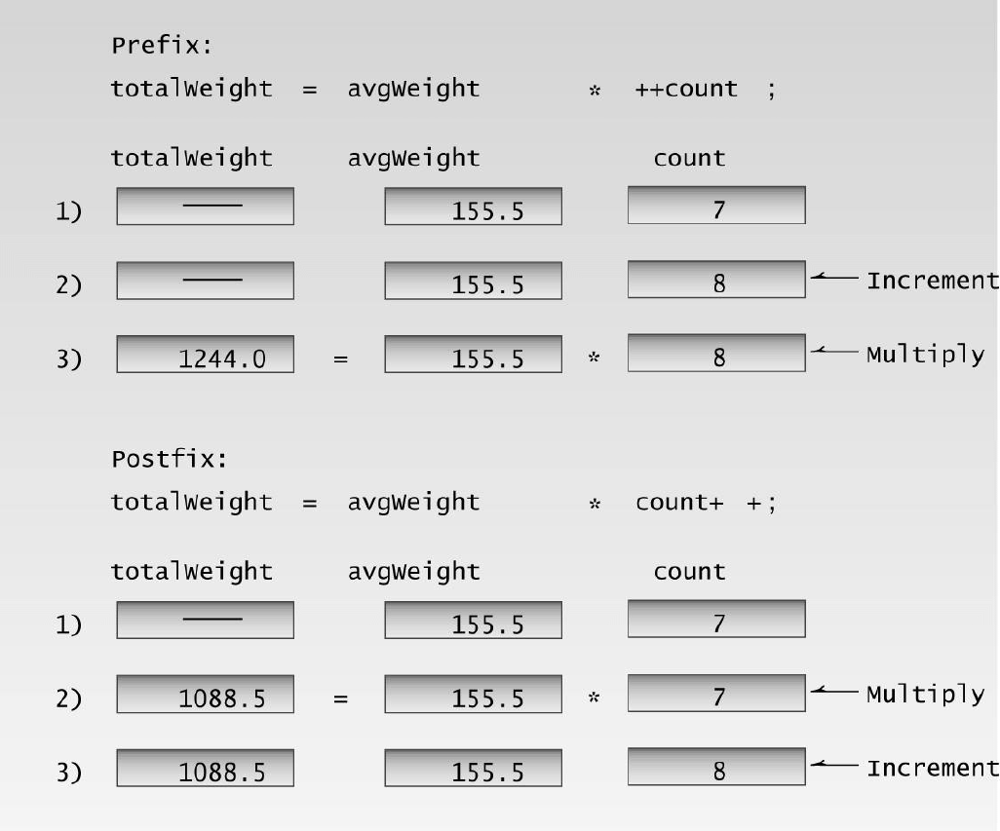 Prefix:
totalWeight = avgWeight * ++count ;
totalWeight avgWeight count
1) 155.5 7
2) 155.5 8 Increment
3) 1244.0 = 155.5 * 8 Multiply
Postfix:
totalWeight = avgWeight * count+ +;
totalWeight avgWeight count
1) 155.5 7
2) 1088.5 = 155.5 * 7 Multiply
3) 1088.5 155.5 8 Increment